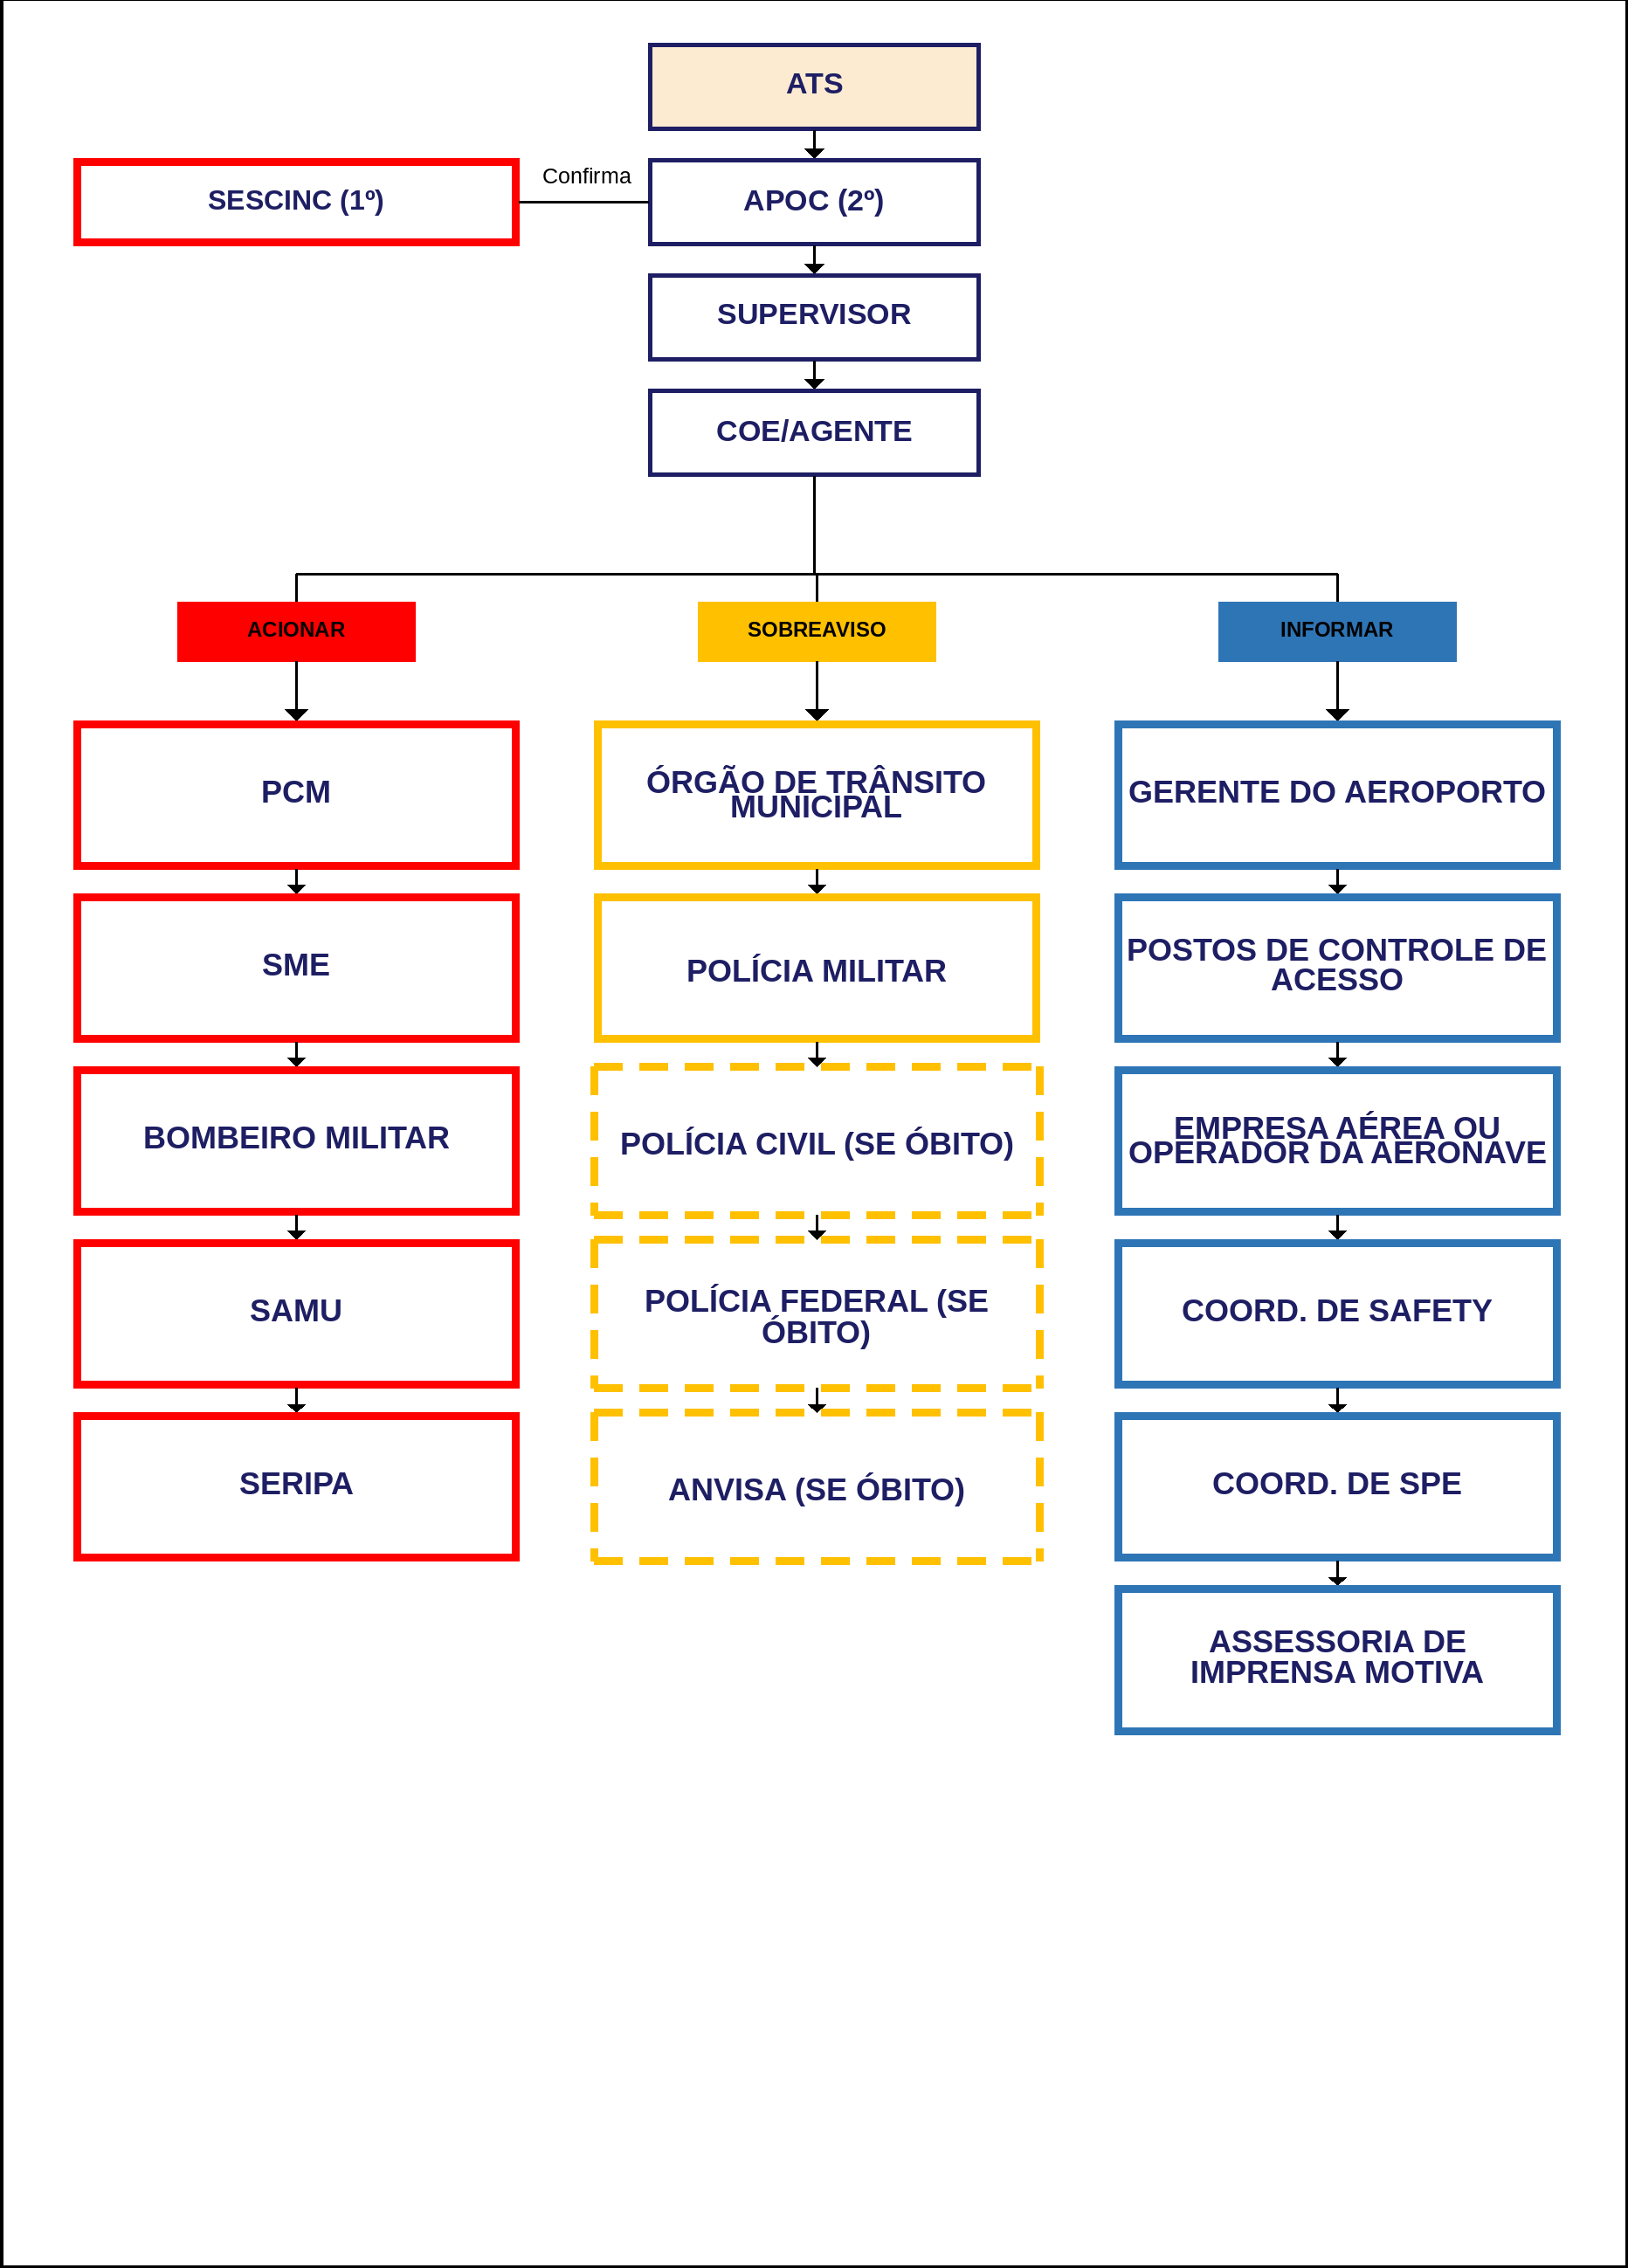 ATS
Confirma
SESCINC (1º)
APOC (2º)
SUPERVISOR
COE/AGENTE
ACIONAR
SOBREAVISO
INFORMAR
PCM
SME
BOMBEIRO MILITAR
SAMU
SERIPA
ÓRGÃO DE TRÂNSITO
MUNICIPAL
POLÍCIA MILITAR
POLÍCIA CIVIL (SE ÓBITO)
POLÍCIA FEDERAL (SE
ÓBITO)
ANVISA (SE ÓBITO)
GERENTE DO AEROPORTO
POSTOS DE CONTROLE DE
ACESSO
EMPRESA AÉREA OU
OPERADOR DA AERONAVE
COORD. DE SAFETY
COORD. DE SPE
ASSESSORIA DE
IMPRENSA MOTIVA